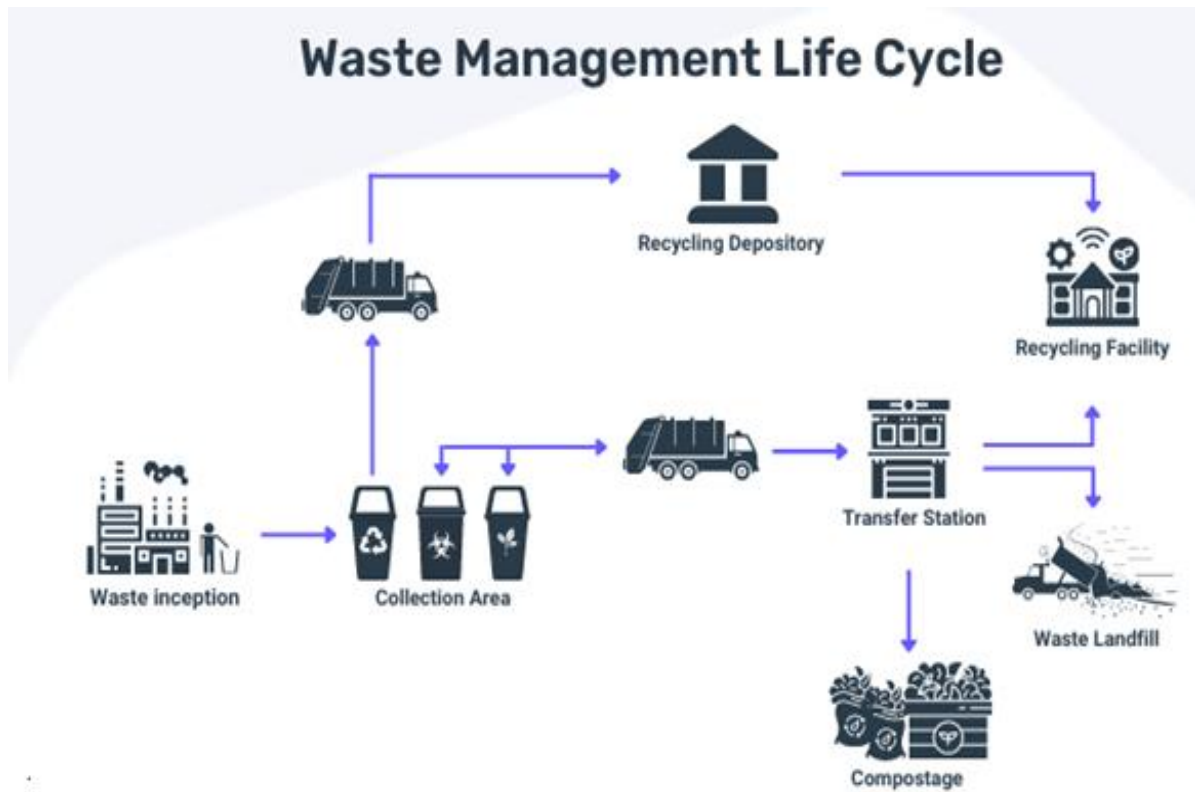 Waste Management Life Cycle
Recycling Depository
Recycling Facility
Transfer Station
Waste inception
Collection Area
Waste Landfill
Compostage